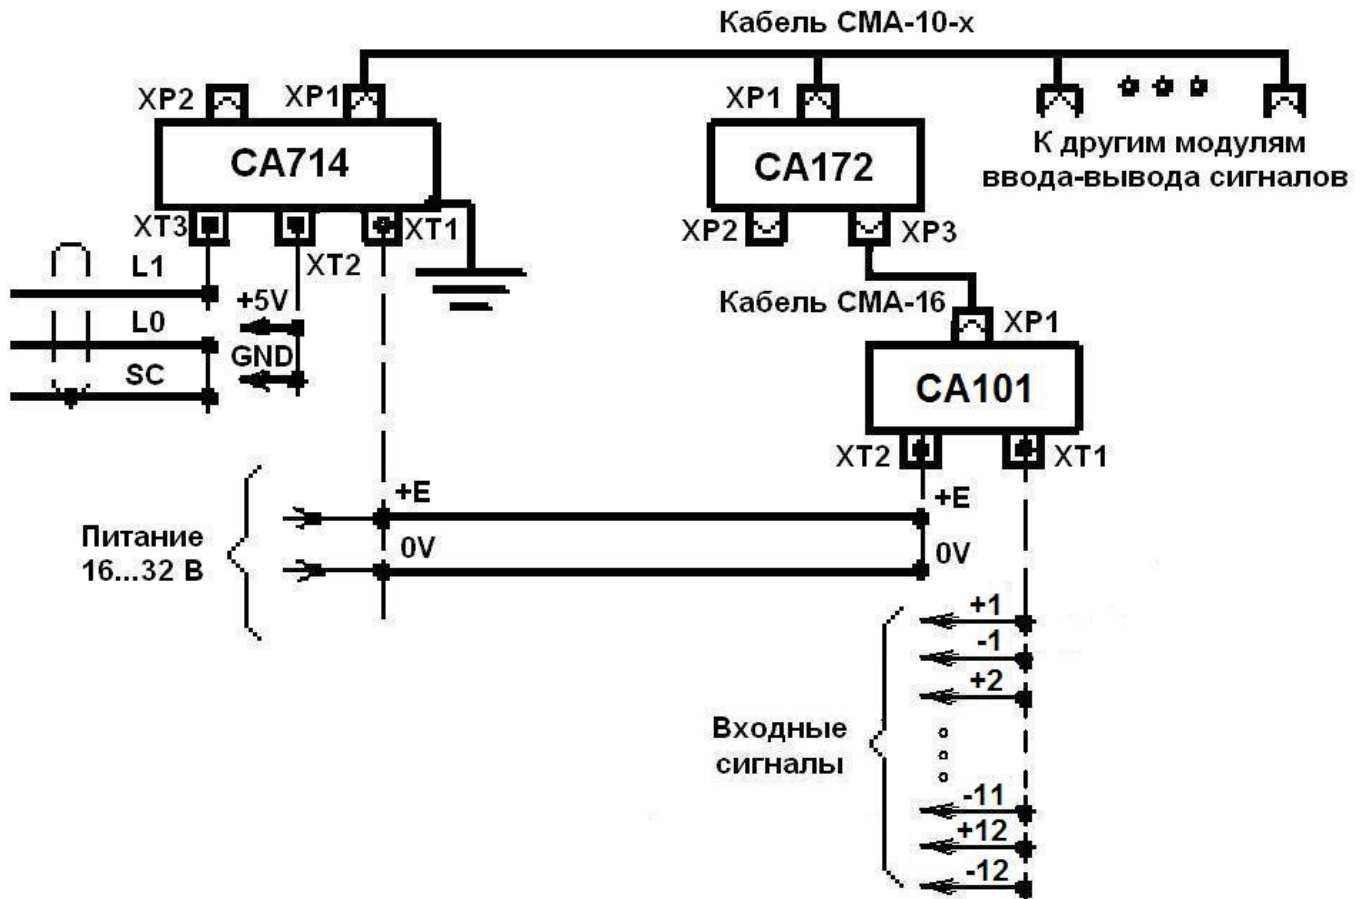 Кабель СМА-10-х
XP2
XP1
XP1
CA714
CA172
К другим модулям
ввода-вывода сигналов
XT3
XT2
XT1
XP2
XP3
L1
+5V
L0
GND
SC
Кабель СМА-16
XP1
CA101
XT2
XT1
+E
+E
Питание
16...32 В
0V
0V
+1
-1
+2
Входные
сигналы
-11
+12
-12